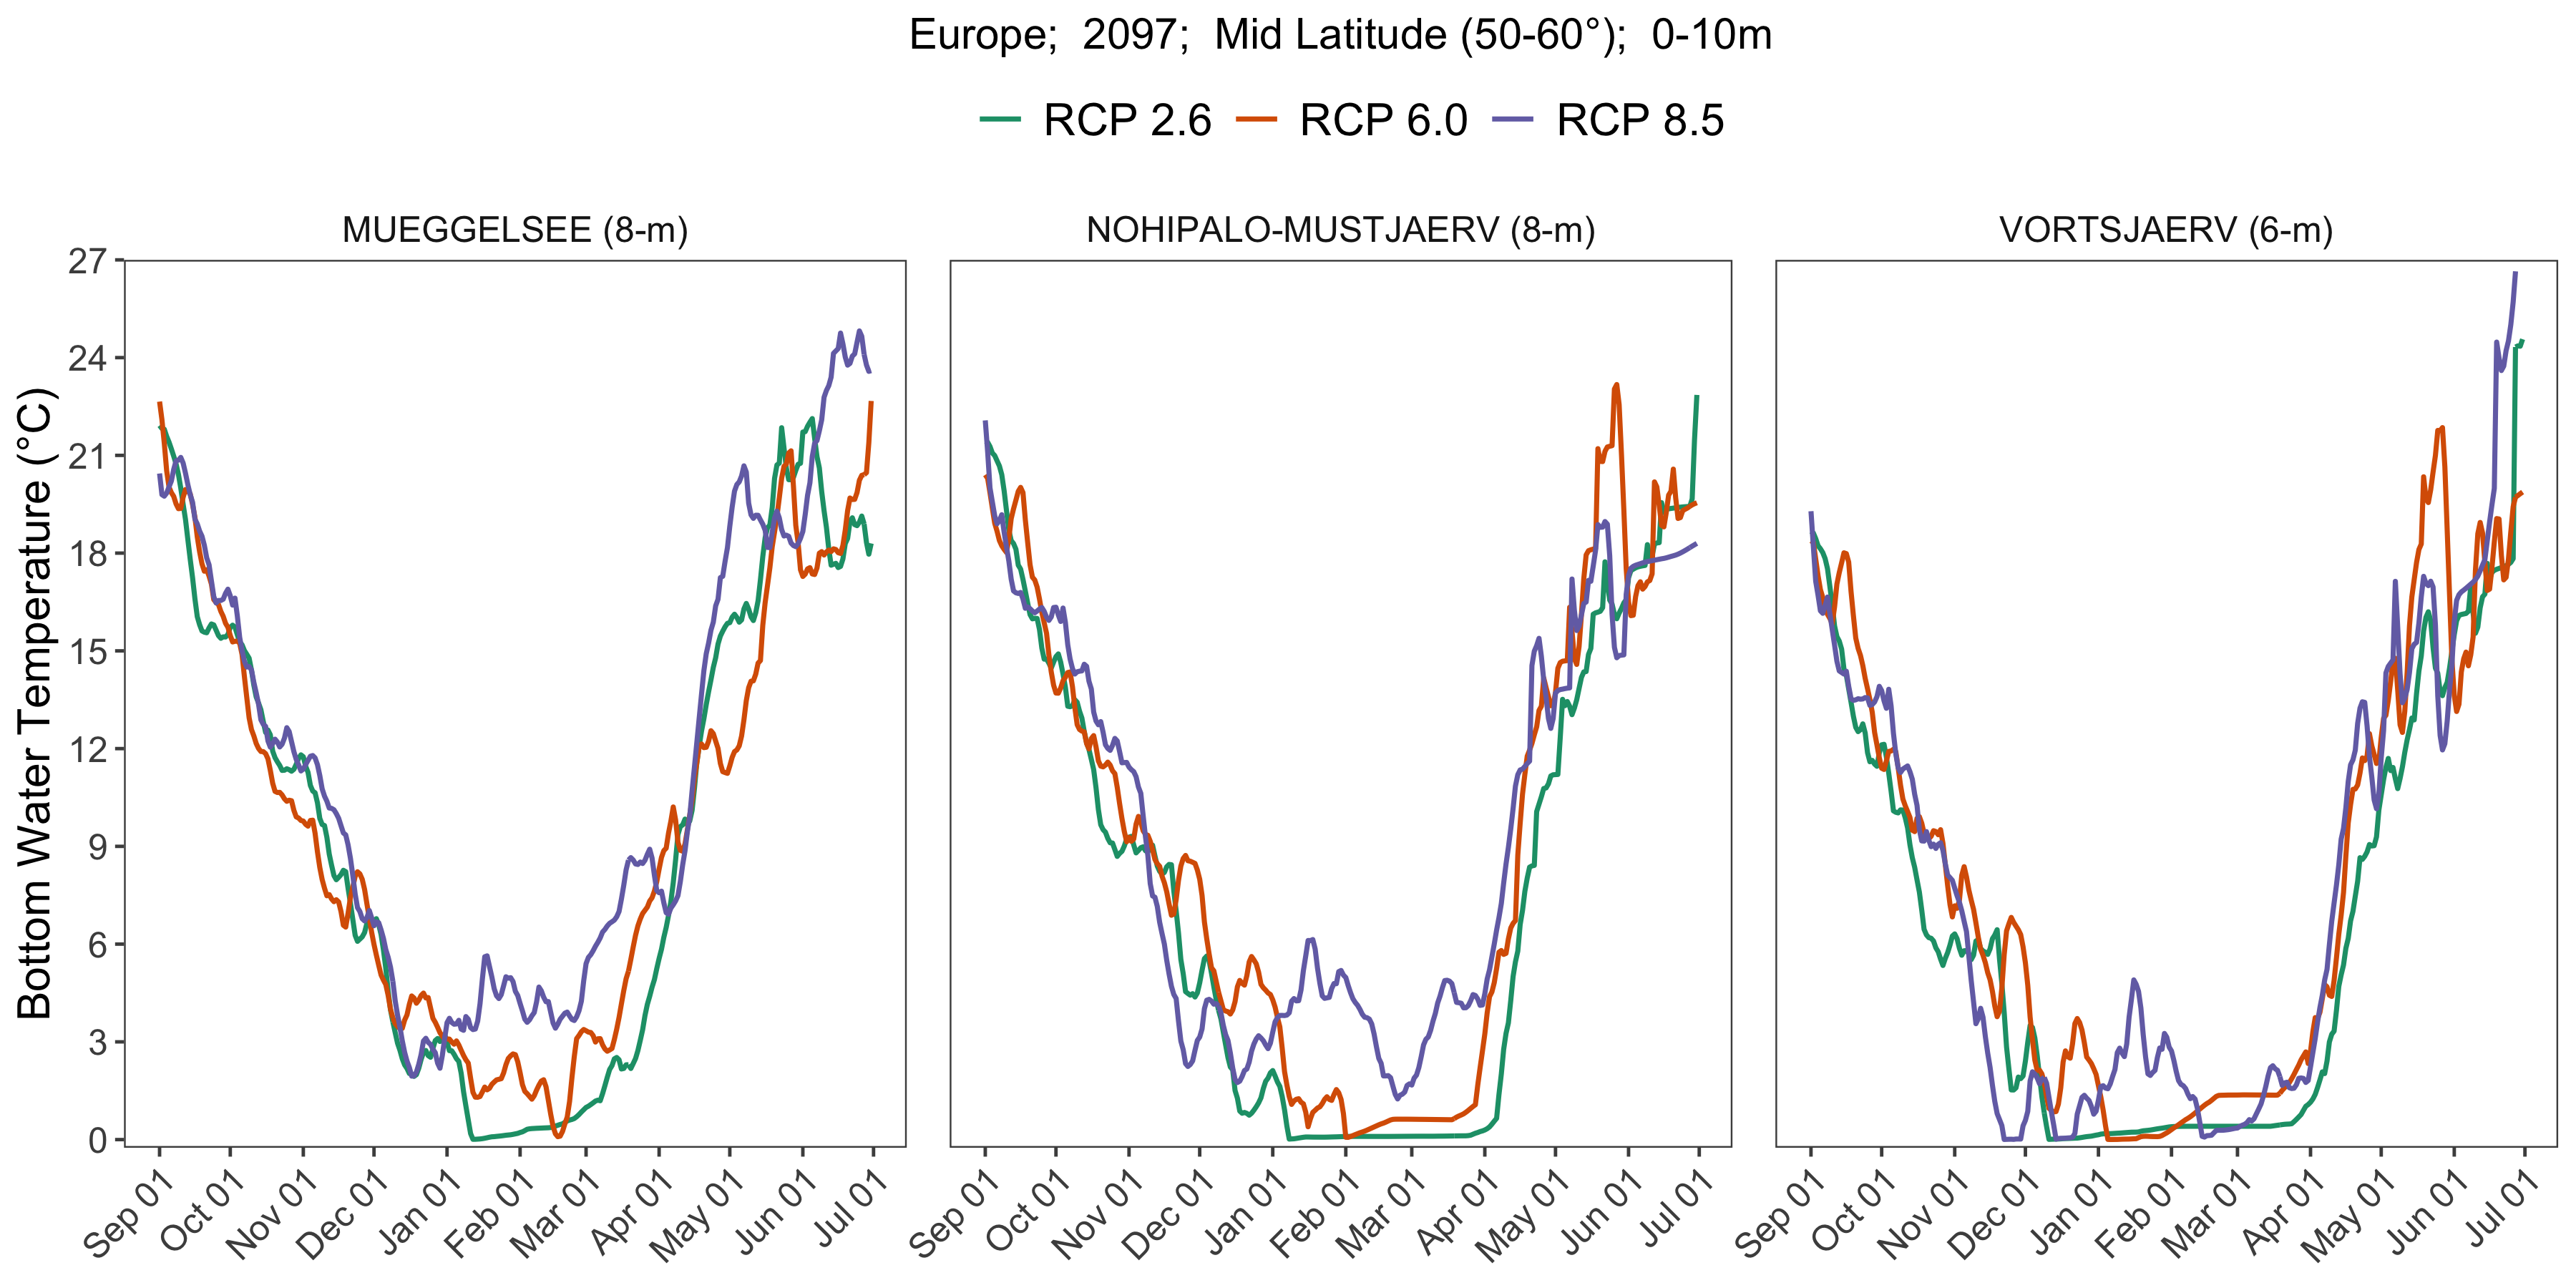 Europe;  2097;  Mid Latitude (50-60°);  0-10m
RCP 2.6 RCP 6.0 RCP 8.5
MUEGGELSEE (8-m) NOHIPALO-MUSTJAERV (8-m) VORTSJAERV (6-m)
Bottom Water Temperature (°C)
27
24
21
18
15
12
9
6
3
0
Sep 01 Oct 01 Nov 01 Dec 01 Jan 01 Feb 01 Mar 01 Apr 01 May 01 Jun 01 Jul 01
Sep 01 Oct 01 Nov 01 Dec 01 Jan 01 Feb 01 Mar 01 Apr 01 May 01 Jun 01 Jul 01
Sep 01 Oct 01 Nov 01 Dec 01 Jan 01 Feb 01 Mar 01 Apr 01 May 01 Jun 01 Jul 01